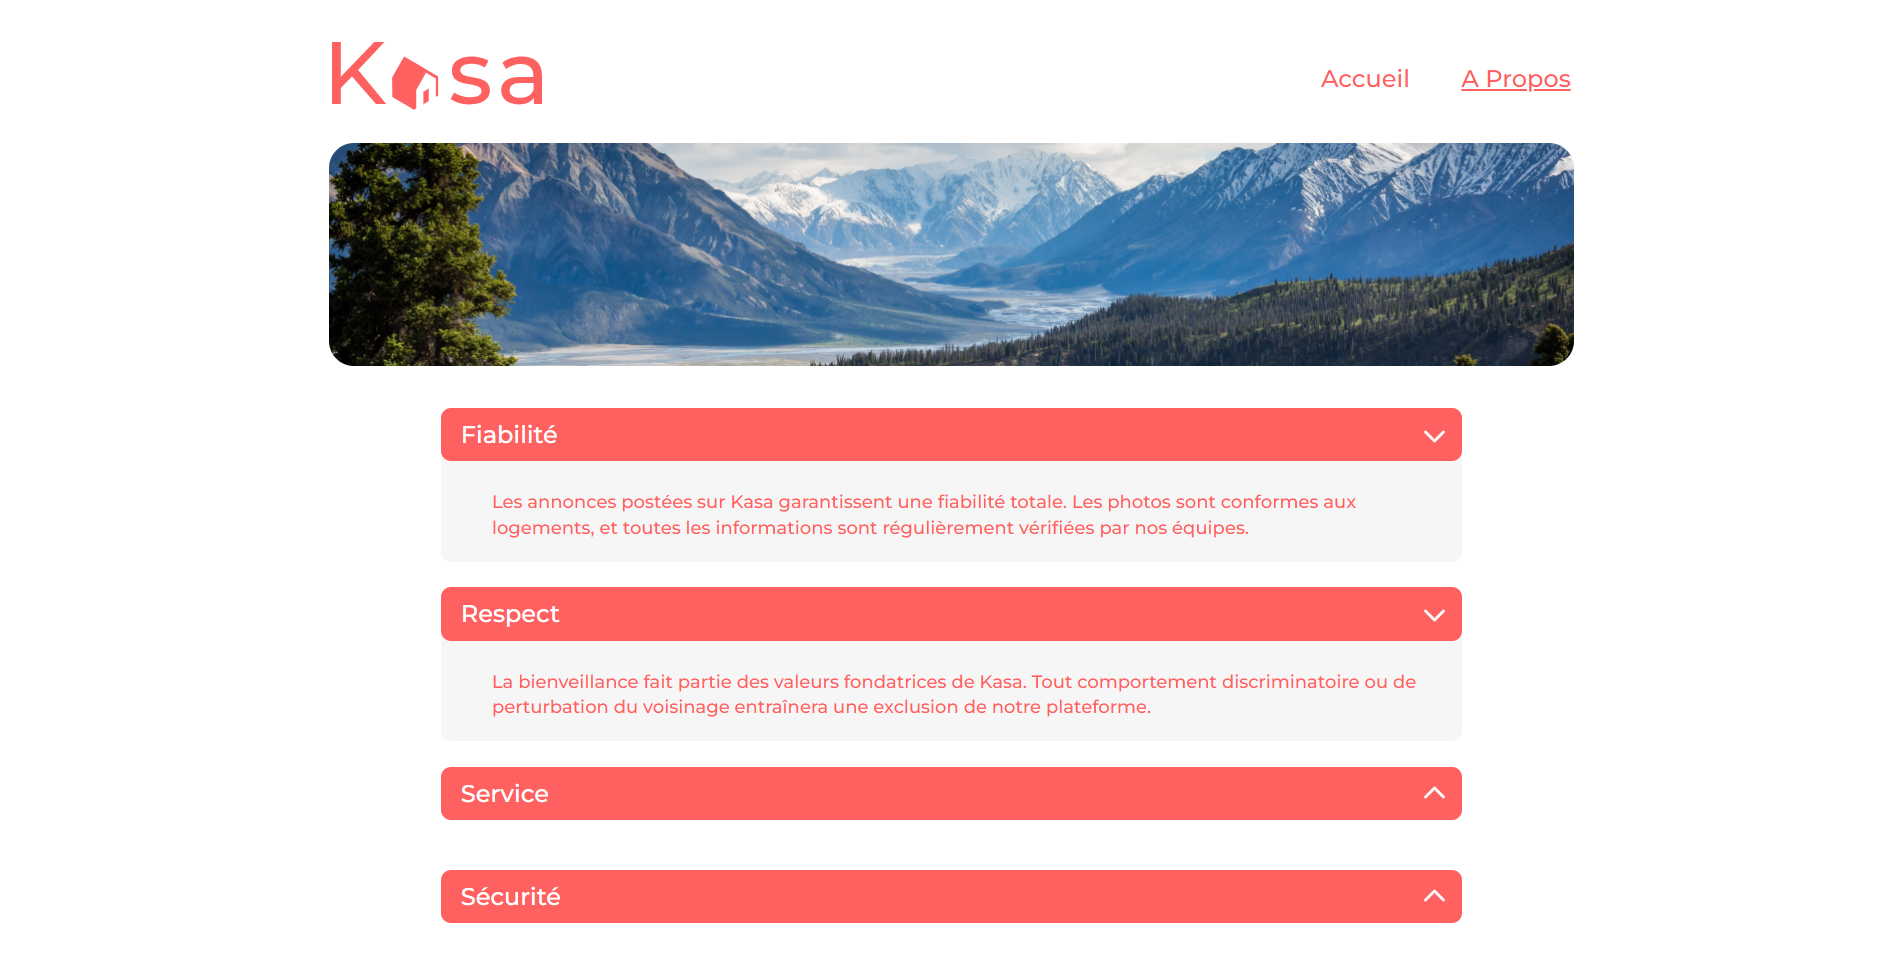 Kasa
Accueil
A Propos
Fiabilité
Les annonces postées sur Kasa garantissent une fiabilité totale. Les photos sont conformes aux
logements, et toutes les informations sont régulièrement vérifiées par nos équipes.
Respect
La bienveillance fait partie des valeurs fondatrices de Kasa. Tout comportement discriminatoire ou de
perturbation du voisinage entraînera une exclusion de notre plateforme.
Service
Sécurité